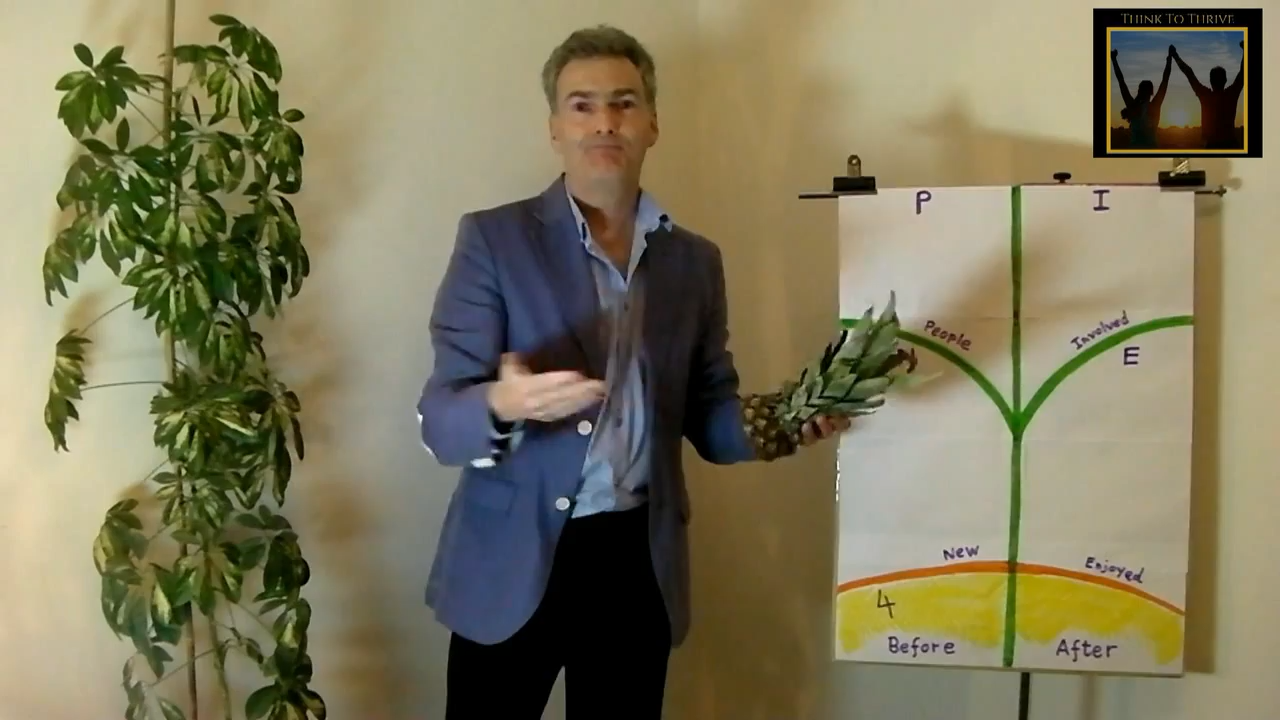 THINK TO THRIVE
P I
People Involved
E
New Enjoyed
4
Before After